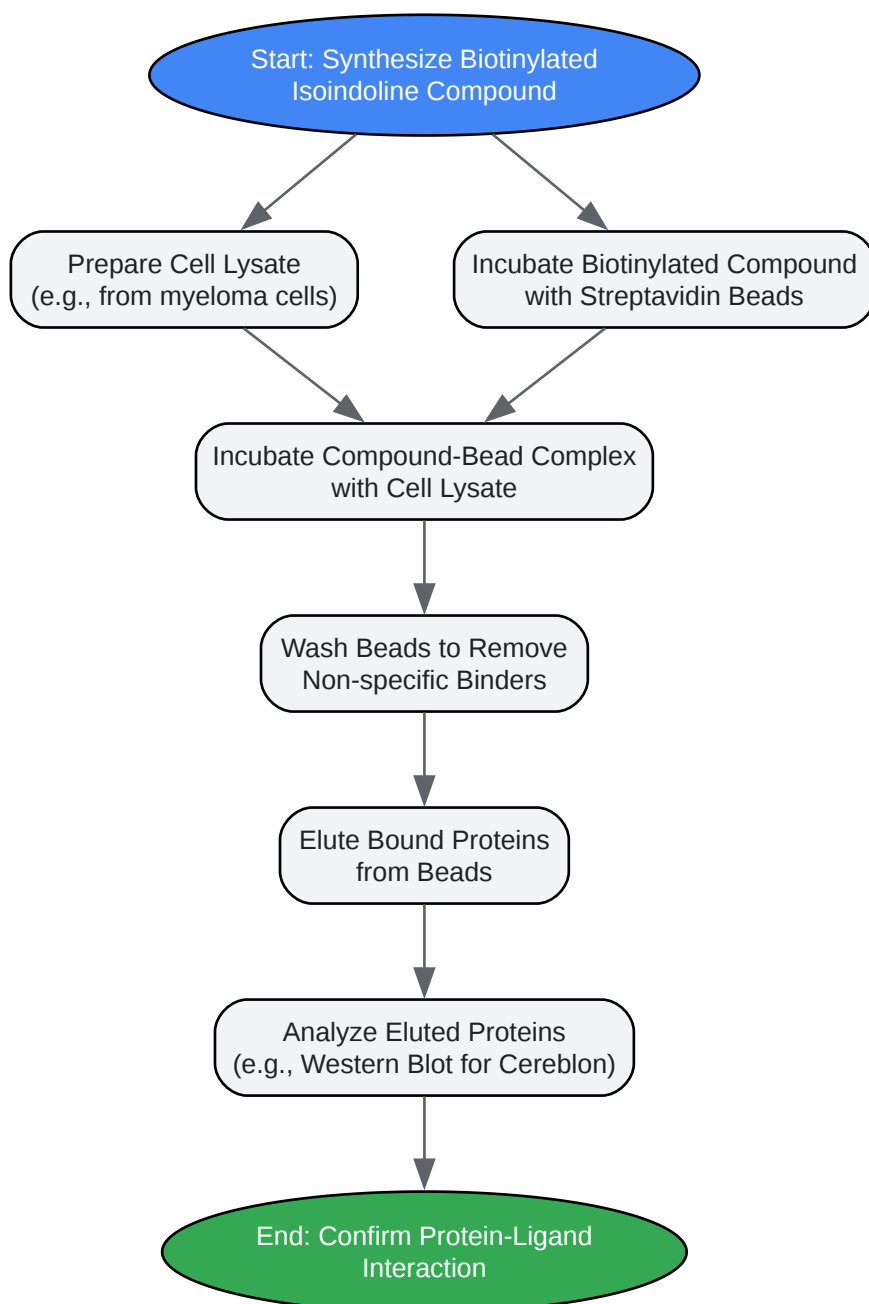 Start: Synthesize Biotinylated
Isoindoline Compound
Prepare Cell Lysate
(e.g., from myeloma cells)
Incubate Biotinylated Compound
with Streptavidin Beads
Incubate Compound-Bead Complex
with Cell Lysate
Wash Beads to Remove
Non-specific Binders
Elute Bound Proteins
from Beads
Analyze Eluted Proteins
(e.g., Western Blot for Cereblon)
End: Confirm Protein-Ligand
Interaction